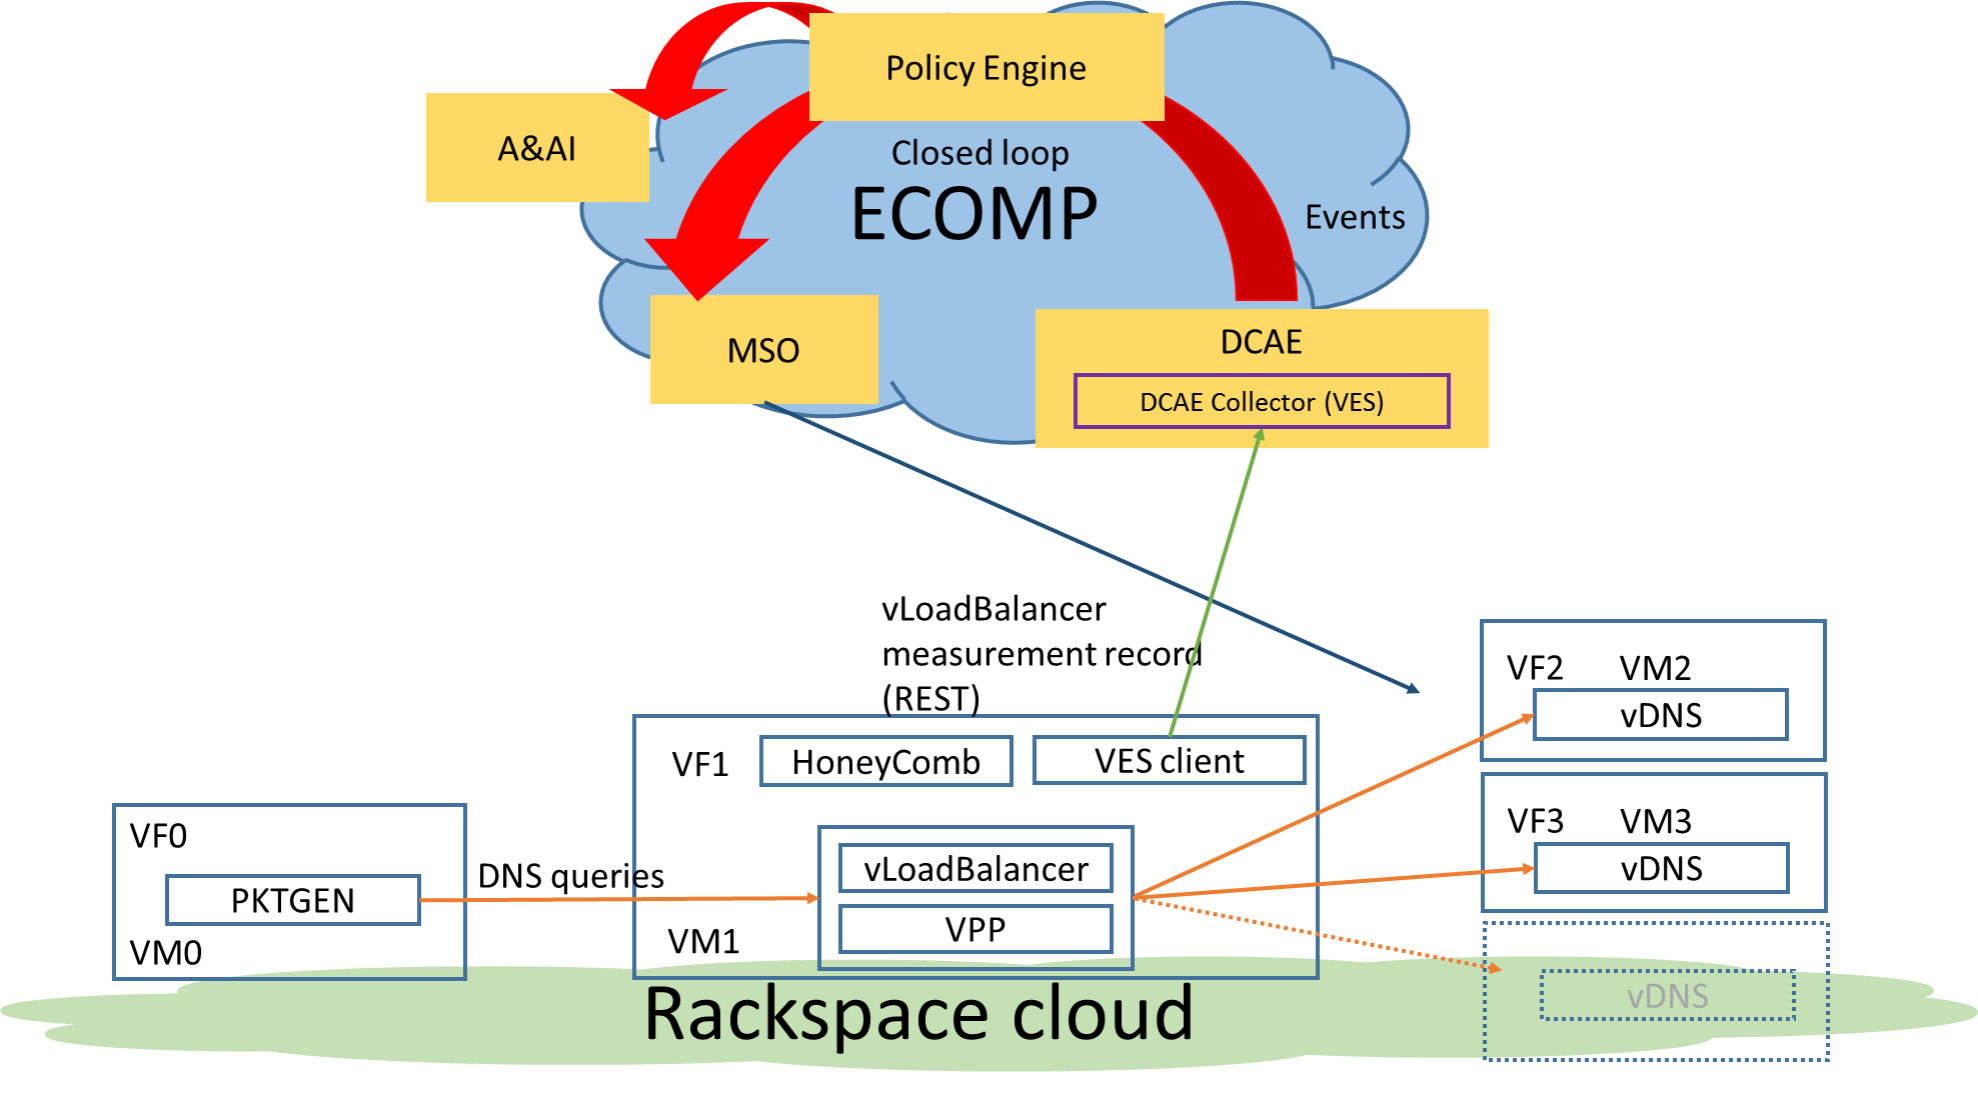 Policy Engine
A&AI
Closed loop
ECOMP
Events
MSO
DCAE
DCAE Collector (VES)
vLoadBalancer
measurement record
(REST)
VF1
HoneyComb
VES client
vLoadBalancer
VPP
VM1
VF0
PKTGEN
VM0
DNS queries
VF2 VM2
vDNS
VF3 VM3
vDNS
vDNS
Rackspace cloud